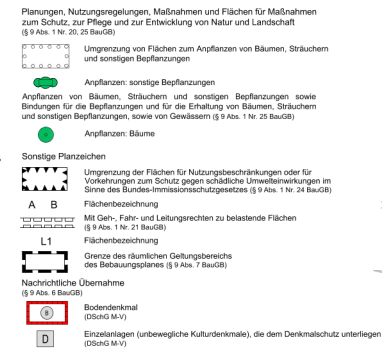 Planungen, Nutzungsregelungen, Maßnahmen und Flächen für Maßnahmen
zum Schutz, zur Pflege und zur Entwicklung von Natur und Landschaft
(§ 9 Abs. 1 Nr. 20, 25 BauGB)
Umgrenzung von Flächen zum Anpflanzen von Bäumen, Sträuchern
und sonstigen Bepflanzungen
Anpflanzen: sonstige Bepflanzungen
Anpflanzen von Bäumen, Sträuchern und sonstigen Bepflanzungen sowie
Bindungen für die Bepflanzungen und für die Erhaltung von Bäumen, Sträuchern
und sonstigen Bepflanzungen, sowie von Gewässern (§ 9 Abs. 1 Nr. 25 BauGB)
Anpflanzen: Bäume
Sonstige Planzeichen
Umgrenzung der Flächen für Nutzungsbeschränkungen oder für
Vorkehrungen zum Schutz gegen schädliche Umwelteinwirkungen im
Sinne des Bundes-Immissionsschutzgesetzes (§ 9 Abs. 1 Nr. 24 BauGB)
A B Flächenbezeichnung
Mit Geh-, Fahr- und Leitungsrechten zu belastende Flächen
(§ 9 Abs. 1 Nr. 21 BauGB)
L1 Flächenbezeichnung
Grenze des räumlichen Geltungsbereichs
des Bebauungsplanes (§ 9 Abs. 7 BauGB)
Nachrichtliche Übernahme
(§ 9 Abs. 6 BauGB)
8 Bodendenkmal
(DSchG M-V)
D Einzelanlagen (unbewegliche Kulturdenkmale), die dem Denkmalschutz unterliegen
(DSchG M-V)